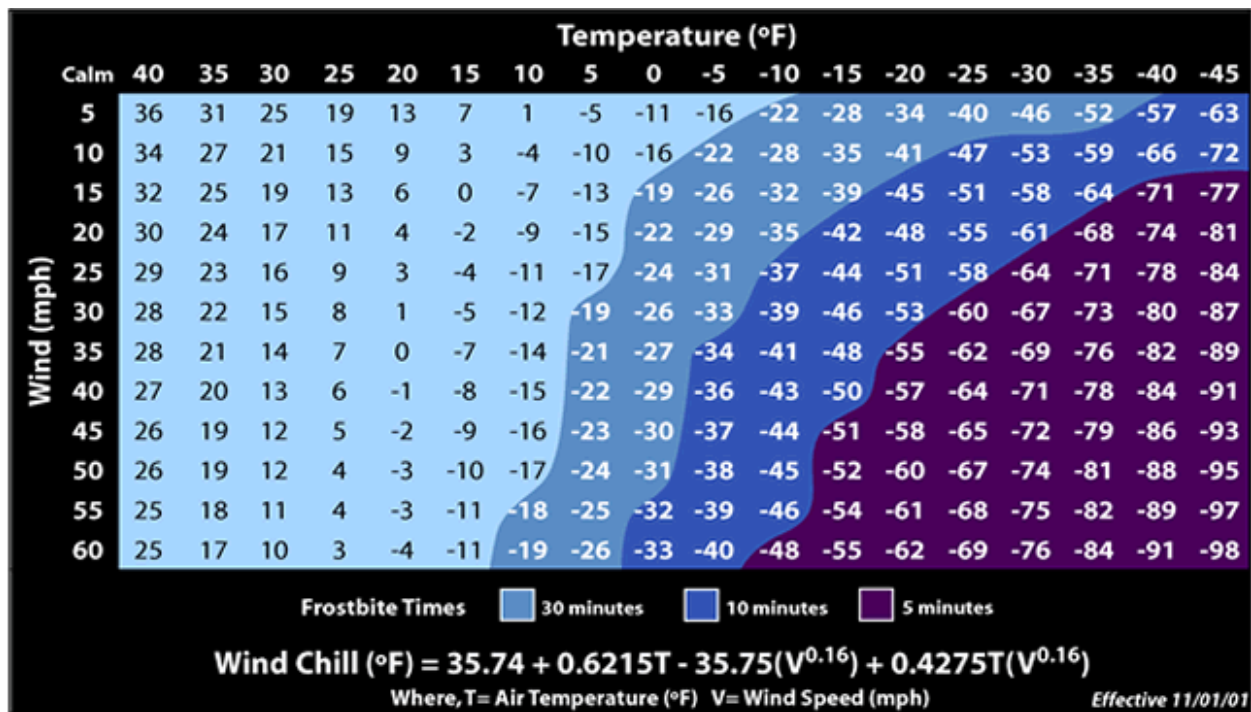 Temperature (ºF)
Calm 40 35 30 25 20 15 10 5 0 -5 -10 -15 -20 -25 -30 -35 -40 -45
Wind (mph)
5 36 31 25 19 13 7 1 -5 -11 -16 -22 -28 -34 -40 -46 -52 -57 -63
10 34 27 21 15 9 3 -4 -10 -16 -22 -28 -35 -41 -47 -53 -59 -66 -72
15 32 25 19 13 6 0 -7 -13 -19 -26 -32 -39 -45 -51 -58 -64 -71 -77
20 30 24 17 11 4 -2 -9 -15 -22 -29 -35 -42 -48 -55 -61 -68 -74 -81
25 29 23 16 9 3 -4 -11 -17 -24 -31 -37 -44 -51 -58 -64 -71 -78 -84
30 28 22 15 8 1 -5 -12 -19 -26 -33 -39 -46 -53 -60 -67 -73 -80 -87
35 28 21 14 7 0 -7 -14 -21 -27 -34 -41 -48 -55 -62 -69 -76 -82 -89
40 27 20 13 6 -1 -8 -15 -22 -29 -36 -43 -50 -57 -64 -71 -78 -84 -91
45 26 19 12 5 -2 -9 -16 -23 -30 -37 -44 -51 -58 -65 -72 -79 -86 -93
50 26 19 12 4 -3 -10 -17 -24 -31 -38 -45 -52 -60 -67 -74 -81 -88 -95
55 25 18 11 4 -3 -11 -18 -25 -32 -39 -46 -54 -61 -68 -75 -82 -89 -97
60 25 17 10 3 -4 -11 -19 -26 -33 -40 -48 -55 -62 -69 -76 -84 -91 -98
Frostbite Times 30 minutes 10 minutes 5 minutes
Wind Chill (ºF) = 35.74 + 0.6215T - 35.75(V^0.16) + 0.4275T(V^0.16)
Where, T= Air Temperature (ºF) V= Wind Speed (mph) Effective 11/01/01